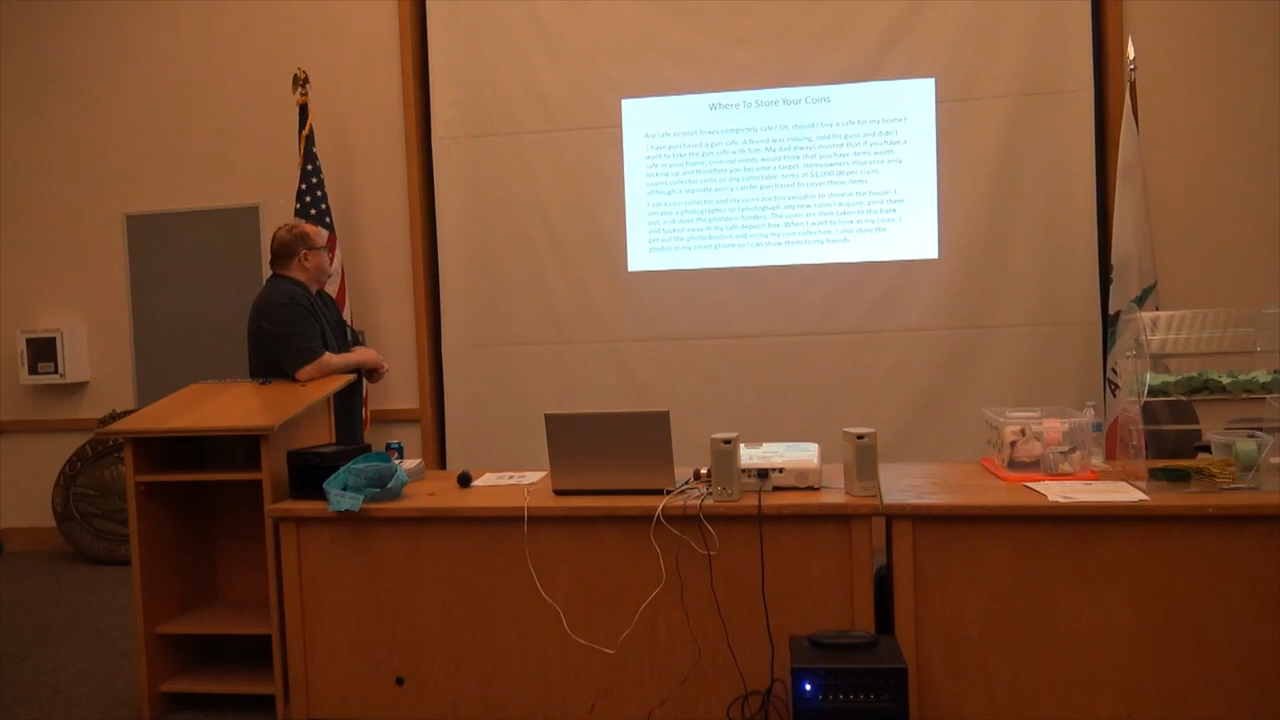 Where To Store Your Coins
Are safe deposit boxes completely safe? Or, should I buy a safe for my home?
I have purchased a gun safe. A friend was moving, sold his guns and didn't
want to take the gun safe with him. My dad always insisted that if you have a
safe in your home, criminal minds would think that you have items worth
locking up and therefore you become a target. Homeowners insurance only
covers collector coins or any collectable items at $1,000.00 per claim,
although a separate policy can be purchased to cover these items.
I am a coin collector and my coins are too valuable to store in the house. I
am also a photographer so I photograph any new coins I acquire, print them
out, and store the photos in binders. The coins are then taken to the bank
and tucked away in my safe deposit box. When I want to look at my coins, I
get out the photo binders and enjoy my coin collection. I also store the
photos in my smart phone so I can show them to my friends.